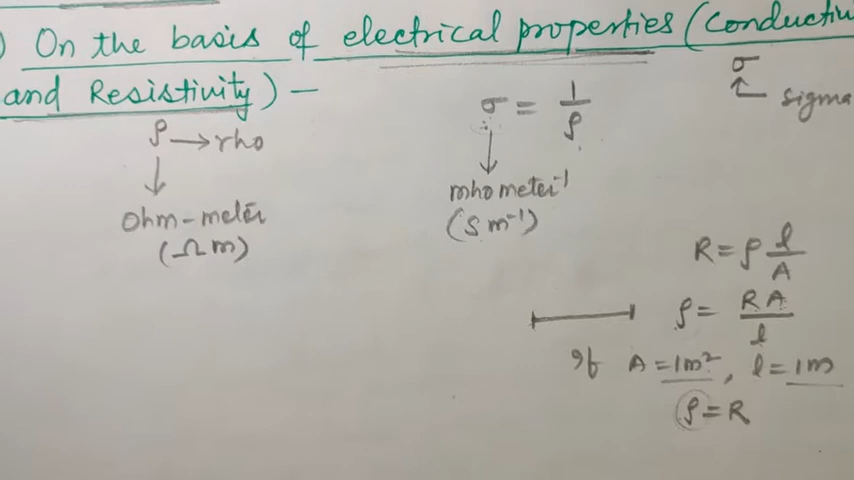 ) On the basis of electrical properties (Conductiv
and Resistivity) –
σ
↑ sigma
ρ → rho
σ = 1/ρ
↓
ohm-meter
(Ω m)
↓
mho meter⁻¹
(S m⁻¹)
R = ρ l/A
ρ = RA/l
If A = 1m², l = 1m
ρ = R